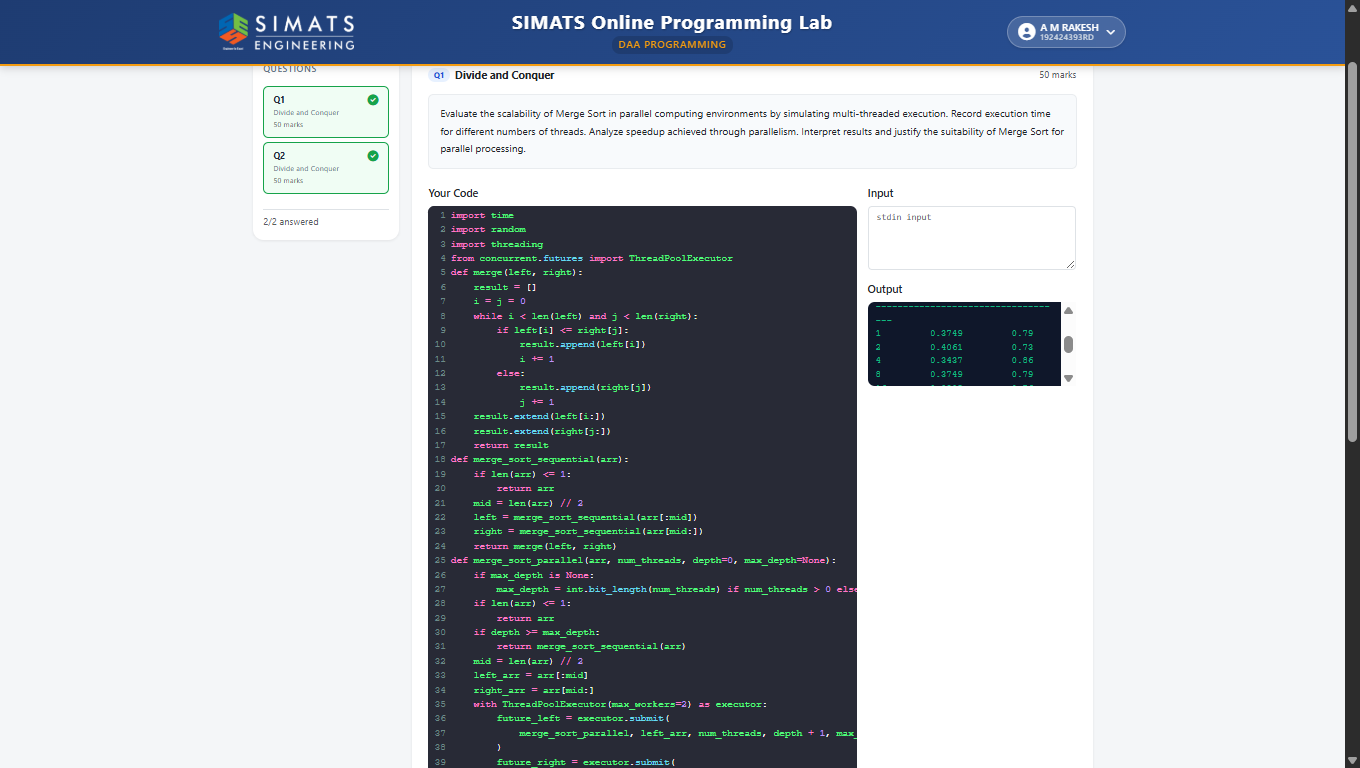 SIMATS
ENGINEERING
SIMATS Online Programming Lab
DAA PROGRAMMING
A M RAKESH
192424393RD
QUESTIONS
Q1
Divide and Conquer
50 marks
Q2
Divide and Conquer
50 marks
2/2 answered
Q1 Divide and Conquer
50 marks
Evaluate the scalability of Merge Sort in parallel computing environments by simulating multi-threaded execution. Record execution time
for different numbers of threads. Analyze speedup achieved through parallelism. Interpret results and justify the suitability of Merge Sort for
parallel processing.
Your Code
1 import time
2 import random
3 import threading
4 from concurrent.futures import ThreadPoolExecutor
5 def merge(left, right):
6     result = []
7     i = j = 0
8     while i < len(left) and j < len(right):
9         if left[i] <= right[j]:
10             result.append(left[i])
11             i += 1
12         else:
13             result.append(right[j])
14             j += 1
15     result.extend(left[i:])
16     result.extend(right[j:])
17     return result
18 def merge_sort_sequential(arr):
19     if len(arr) <= 1:
20         return arr
21     mid = len(arr) // 2
22     left = merge_sort_sequential(arr[:mid])
23     right = merge_sort_sequential(arr[mid:])
24     return merge(left, right)
25 def merge_sort_parallel(arr, num_threads, depth=0, max_depth=None):
26     if max_depth is None:
27         max_depth = int.bit_length(num_threads) if num_threads > 0 else
28     if len(arr) <= 1:
29         return arr
30     if depth >= max_depth:
31         return merge_sort_sequential(arr)
32     mid = len(arr) // 2
33     left_arr = arr[:mid]
34     right_arr = arr[mid:]
35     with ThreadPoolExecutor(max_workers=2) as executor:
36         future_left = executor.submit(
37             merge_sort_parallel, left_arr, num_threads, depth + 1, max_
38         )
39         future_right = executor.submit(
Input
stdin input
Output
---
1 0.3749 0.79
2 0.4061 0.73
4 0.3437 0.86
8 0.3749 0.79